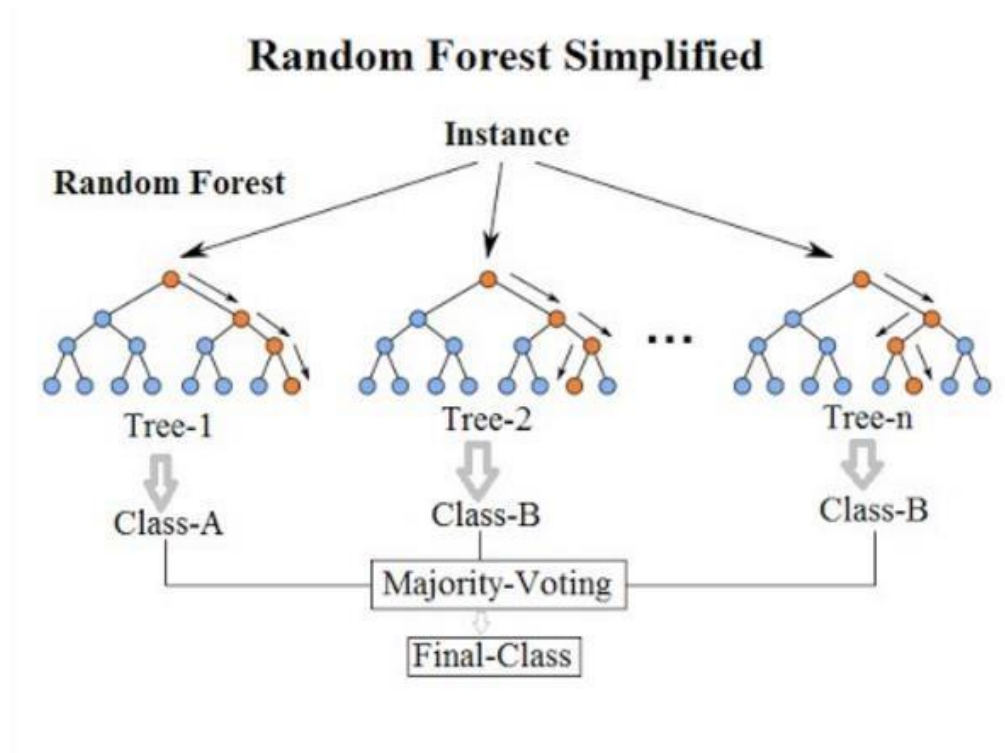 Random Forest Simplified
Instance
Random Forest
...
Tree-1
Tree-2
Tree-n
Class-A
Class-B
Class-B
Majority-Voting
Final-Class